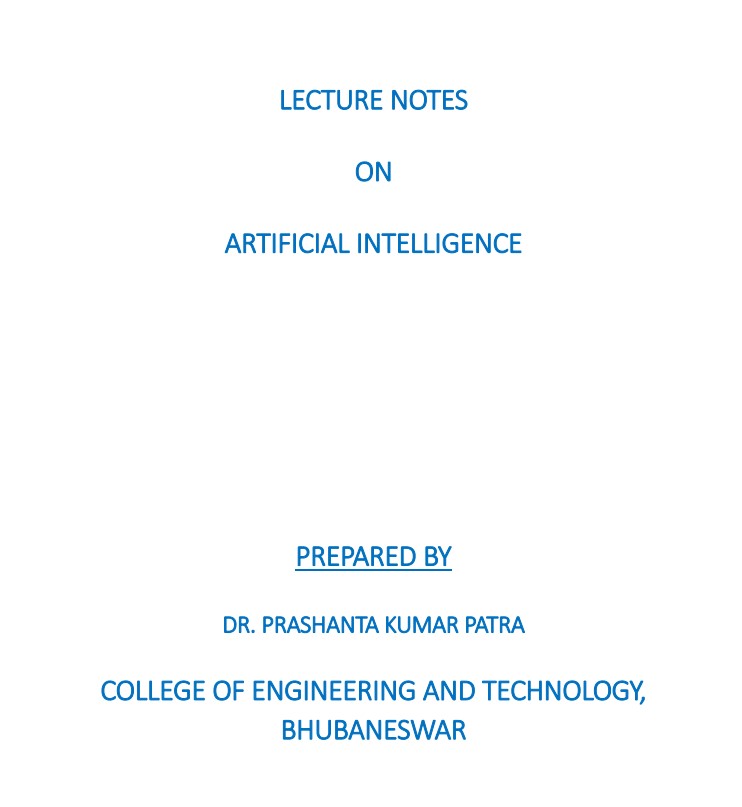 LECTURE NOTES
ON
ARTIFICIAL INTELLIGENCE
PREPARED BY
DR. PRASHANTA KUMAR PATRA
COLLEGE OF ENGINEERING AND TECHNOLOGY,
BHUBANESWAR